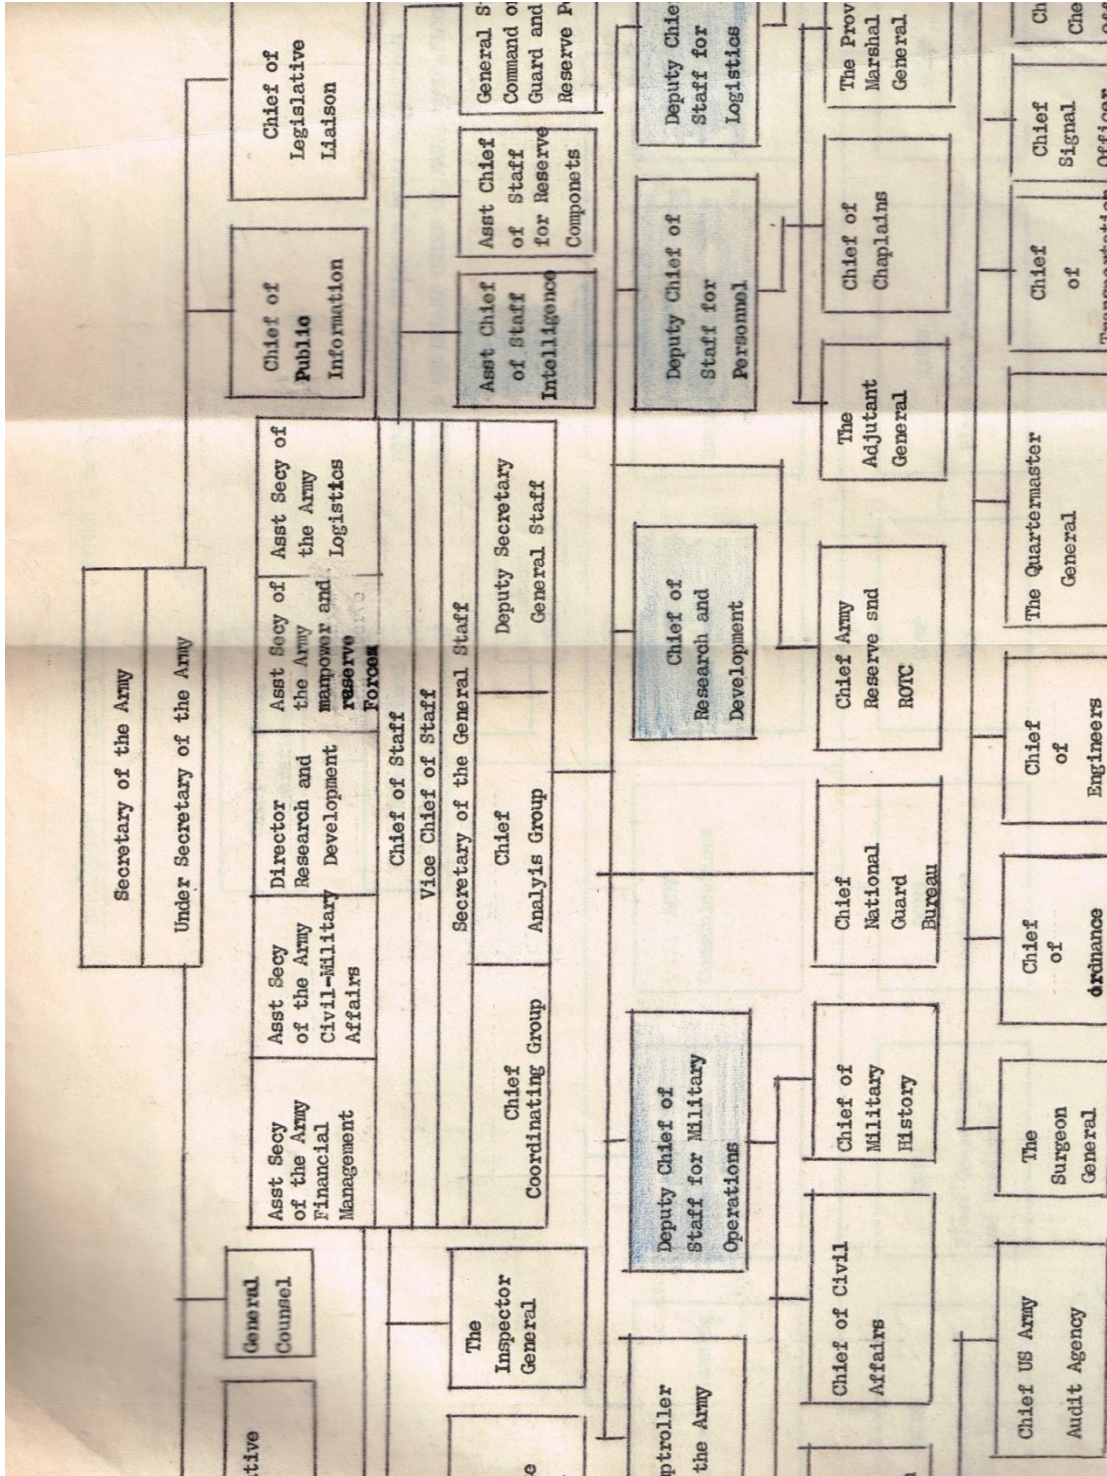 Secretary of the Army
Under Secretary of the Army
General
Counsel
Chief of
Public
Information
Chief of
Legislative
Liaison
Asst Secy
of the Army
Financial
Management
Asst Secy
of the Army
Civil-Military
Affairs
Director
Research and
Development
Asst Secy of
the Army
manpower and
reserve
Forces
Asst Secy of
the Army
Logistics
Chief of Staff
Vice Chief of Staff
Secretary of the General Staff
Chief
Coordinating Group
Chief
Analysis Group
Deputy Secretary
General Staff
The
Inspector
General
Asst Chief
of Staff
Intelligence
Asst Chief
of Staff
for Reserve
Componets
General S
Command o
Guard and
Reserve P
ptroller
the Army
Deputy Chief of
Staff for Military
Operations
Chief of
Research and
Development
Deputy Chief of
Staff for
Personnel
Deputy Chie
Staff for
Logistics
Chief of Civil
Affairs
Chief of
Military
History
Chief
National
Guard
Bureau
Chief Army
Reserve snd
ROTC
The
Adjutant
General
Chief of
Chaplains
The Prov
Marshal
General
Chief US Army
Audit Agency
The
Surgeon
General
Chief
of
ordnance
Chief
of
Engineers
The Quartermaster
General
Chief
of
Transportation
Chief
Signal
Officer
Ch
Che